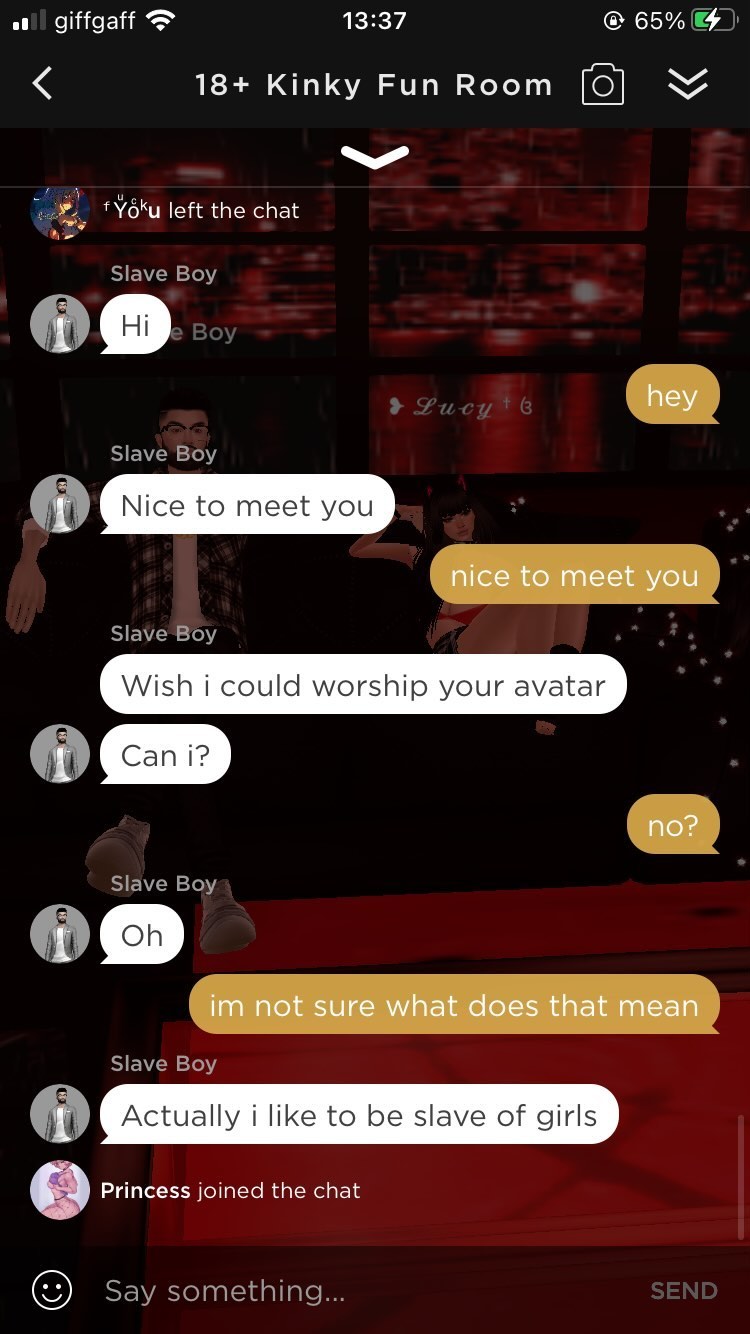 giffgaff 13:37 65%
18+ Kinky Fun Room
left the chat
Slave Boy
Hi
e Boy
hey
Lucy
Slave Boy
Nice to meet you
nice to meet you
Slave Boy
Wish i could worship your avatar
Can i?
no?
Slave Boy
Oh
im not sure what does that mean
Slave Boy
Actually i like to be slave of girls
Princess joined the chat
Say something...
SEND